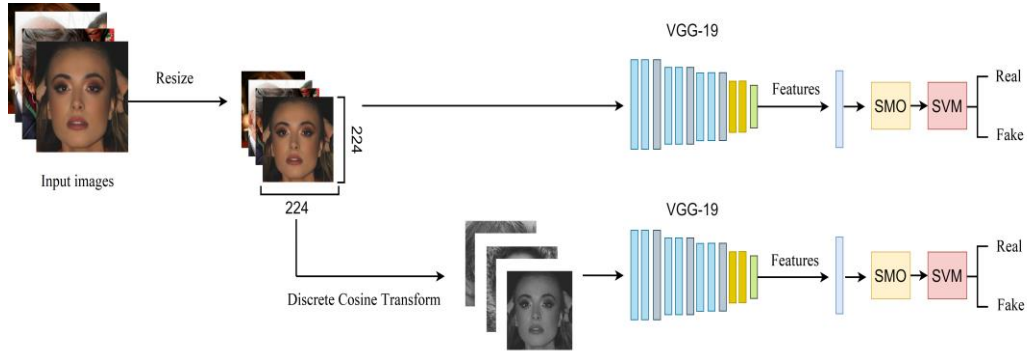 VGG-19
Resize
Features
SMO
SVM
Real
Fake
224
Input images
224
VGG-19
Discrete Cosine Transform
Features
SMO
SVM
Real
Fake